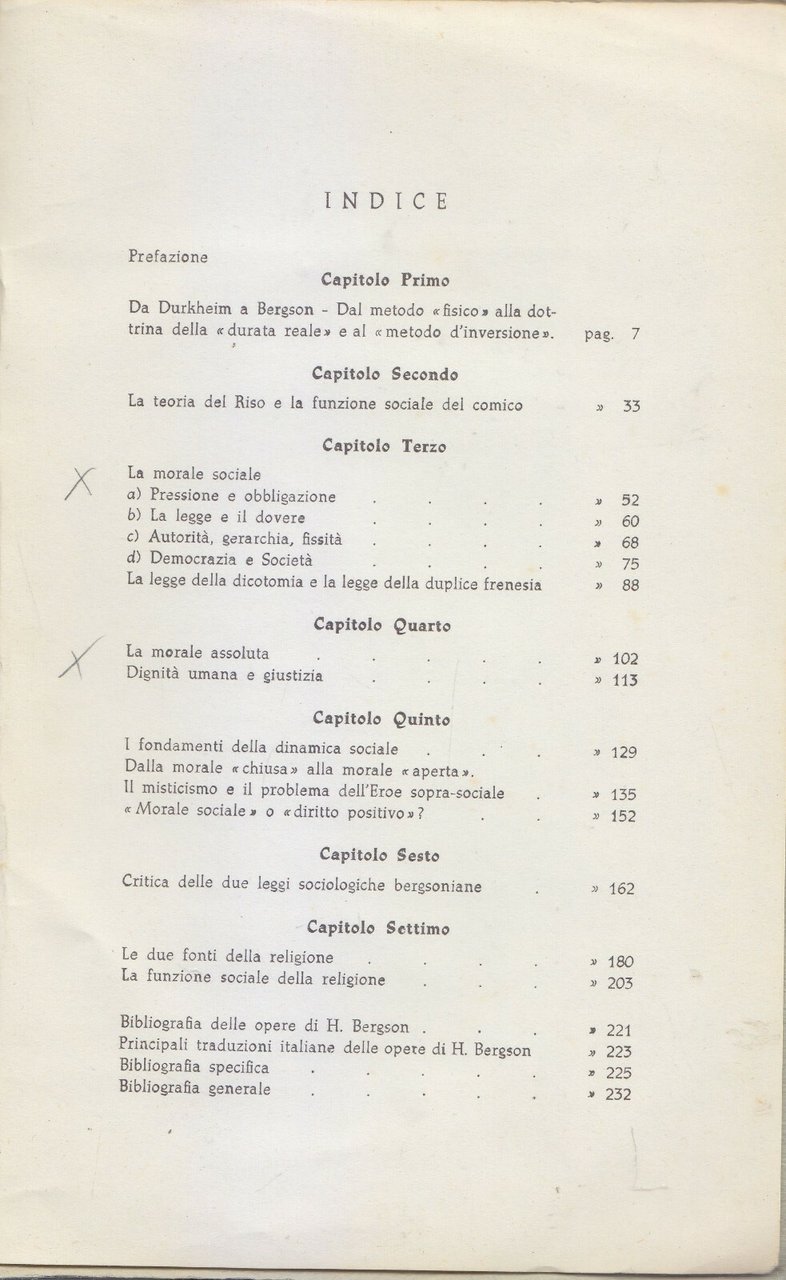 INDICE
Prefazione
Capitolo Primo
Da Durkheim a Bergson - Dal metodo «fisico» alla dot-
trina della «durata reale» e al «metodo d'inversione». pag. 7
Capitolo Secondo
La teoria del Riso e la funzione sociale del comico » 33
Capitolo Terzo
La morale sociale
a) Pressione e obbligazione . . . . » 52
b) La legge e il dovere . . . . » 60
c) Autorità, gerarchia, fissità . . . . » 68
d) Democrazia e Società . . . . » 75
La legge della dicotomia e la legge della duplice frenesia » 88
Capitolo Quarto
La morale assoluta . . . . . » 102
Dignità umana e giustizia . . . . » 113
Capitolo Quinto
I fondamenti della dinamica sociale . . . » 129
Dalla morale «chiusa» alla morale «aperta».
Il misticismo e il problema dell'Eroe sopra-sociale . » 135
«Morale sociale» o «diritto positivo»? . . » 152
Capitolo Sesto
Critica delle due leggi sociologiche bergsoniane . » 162
Capitolo Settimo
Le due fonti della religione . . . . » 180
La funzione sociale della religione . . . » 203
Bibliografia delle opere di H. Bergson . . . » 221
Principali traduzioni italiane delle opere di H. Bergson » 223
Bibliografia specifica . . . . . » 225
Bibliografia generale . . . . . » 232